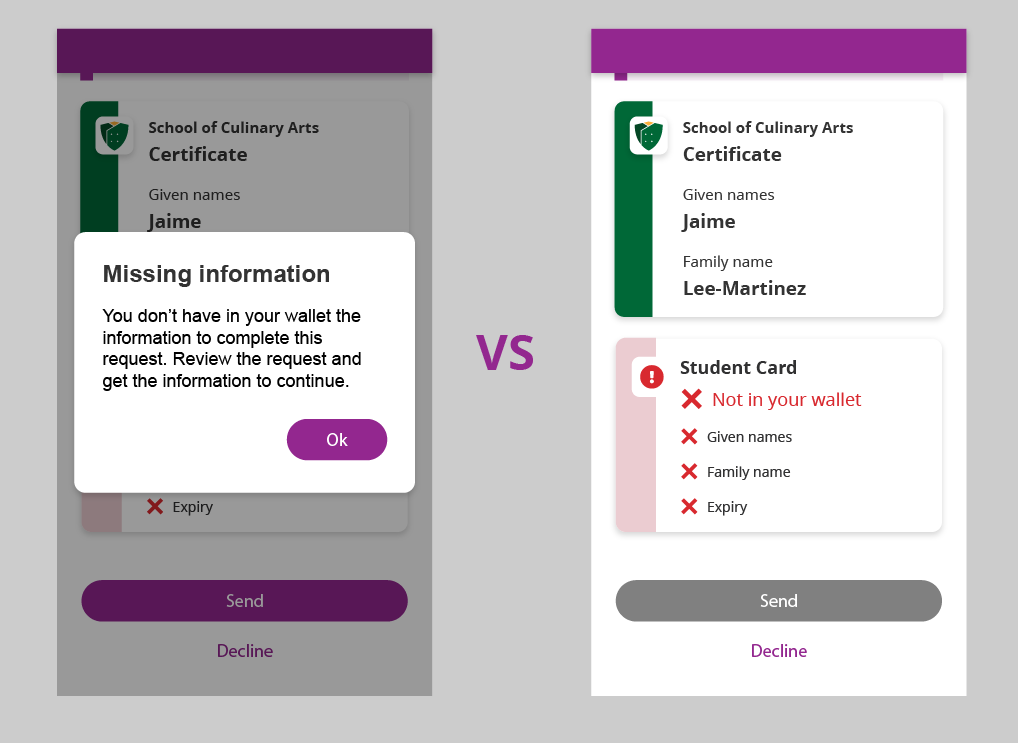 School of Culinary Arts
Certificate
Given names
Jaime
Missing information
You don’t have in your wallet the
information to complete this
request. Review the request and
get the information to continue.
Ok
Expiry
Send
Decline
VS
School of Culinary Arts
Certificate
Given names
Jaime
Family name
Lee-Martinez
Student Card
Not in your wallet
Given names
Family name
Expiry
Send
Decline